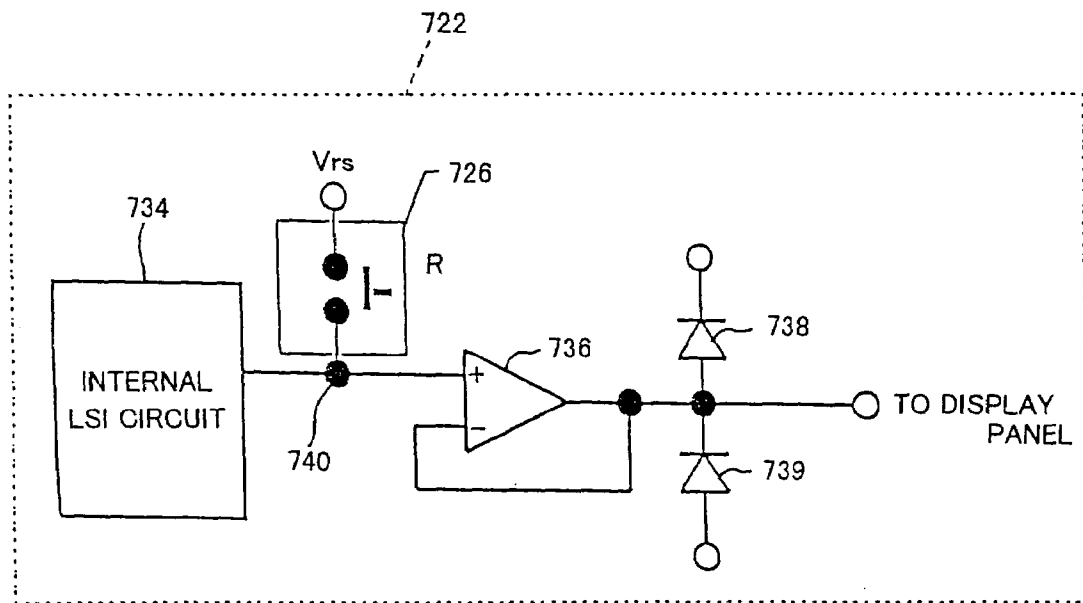 722
Vrs
726
734
R
738
736
INTERNAL
LSI CIRCUIT
+
-
TO DISPLAY
PANEL
740
739